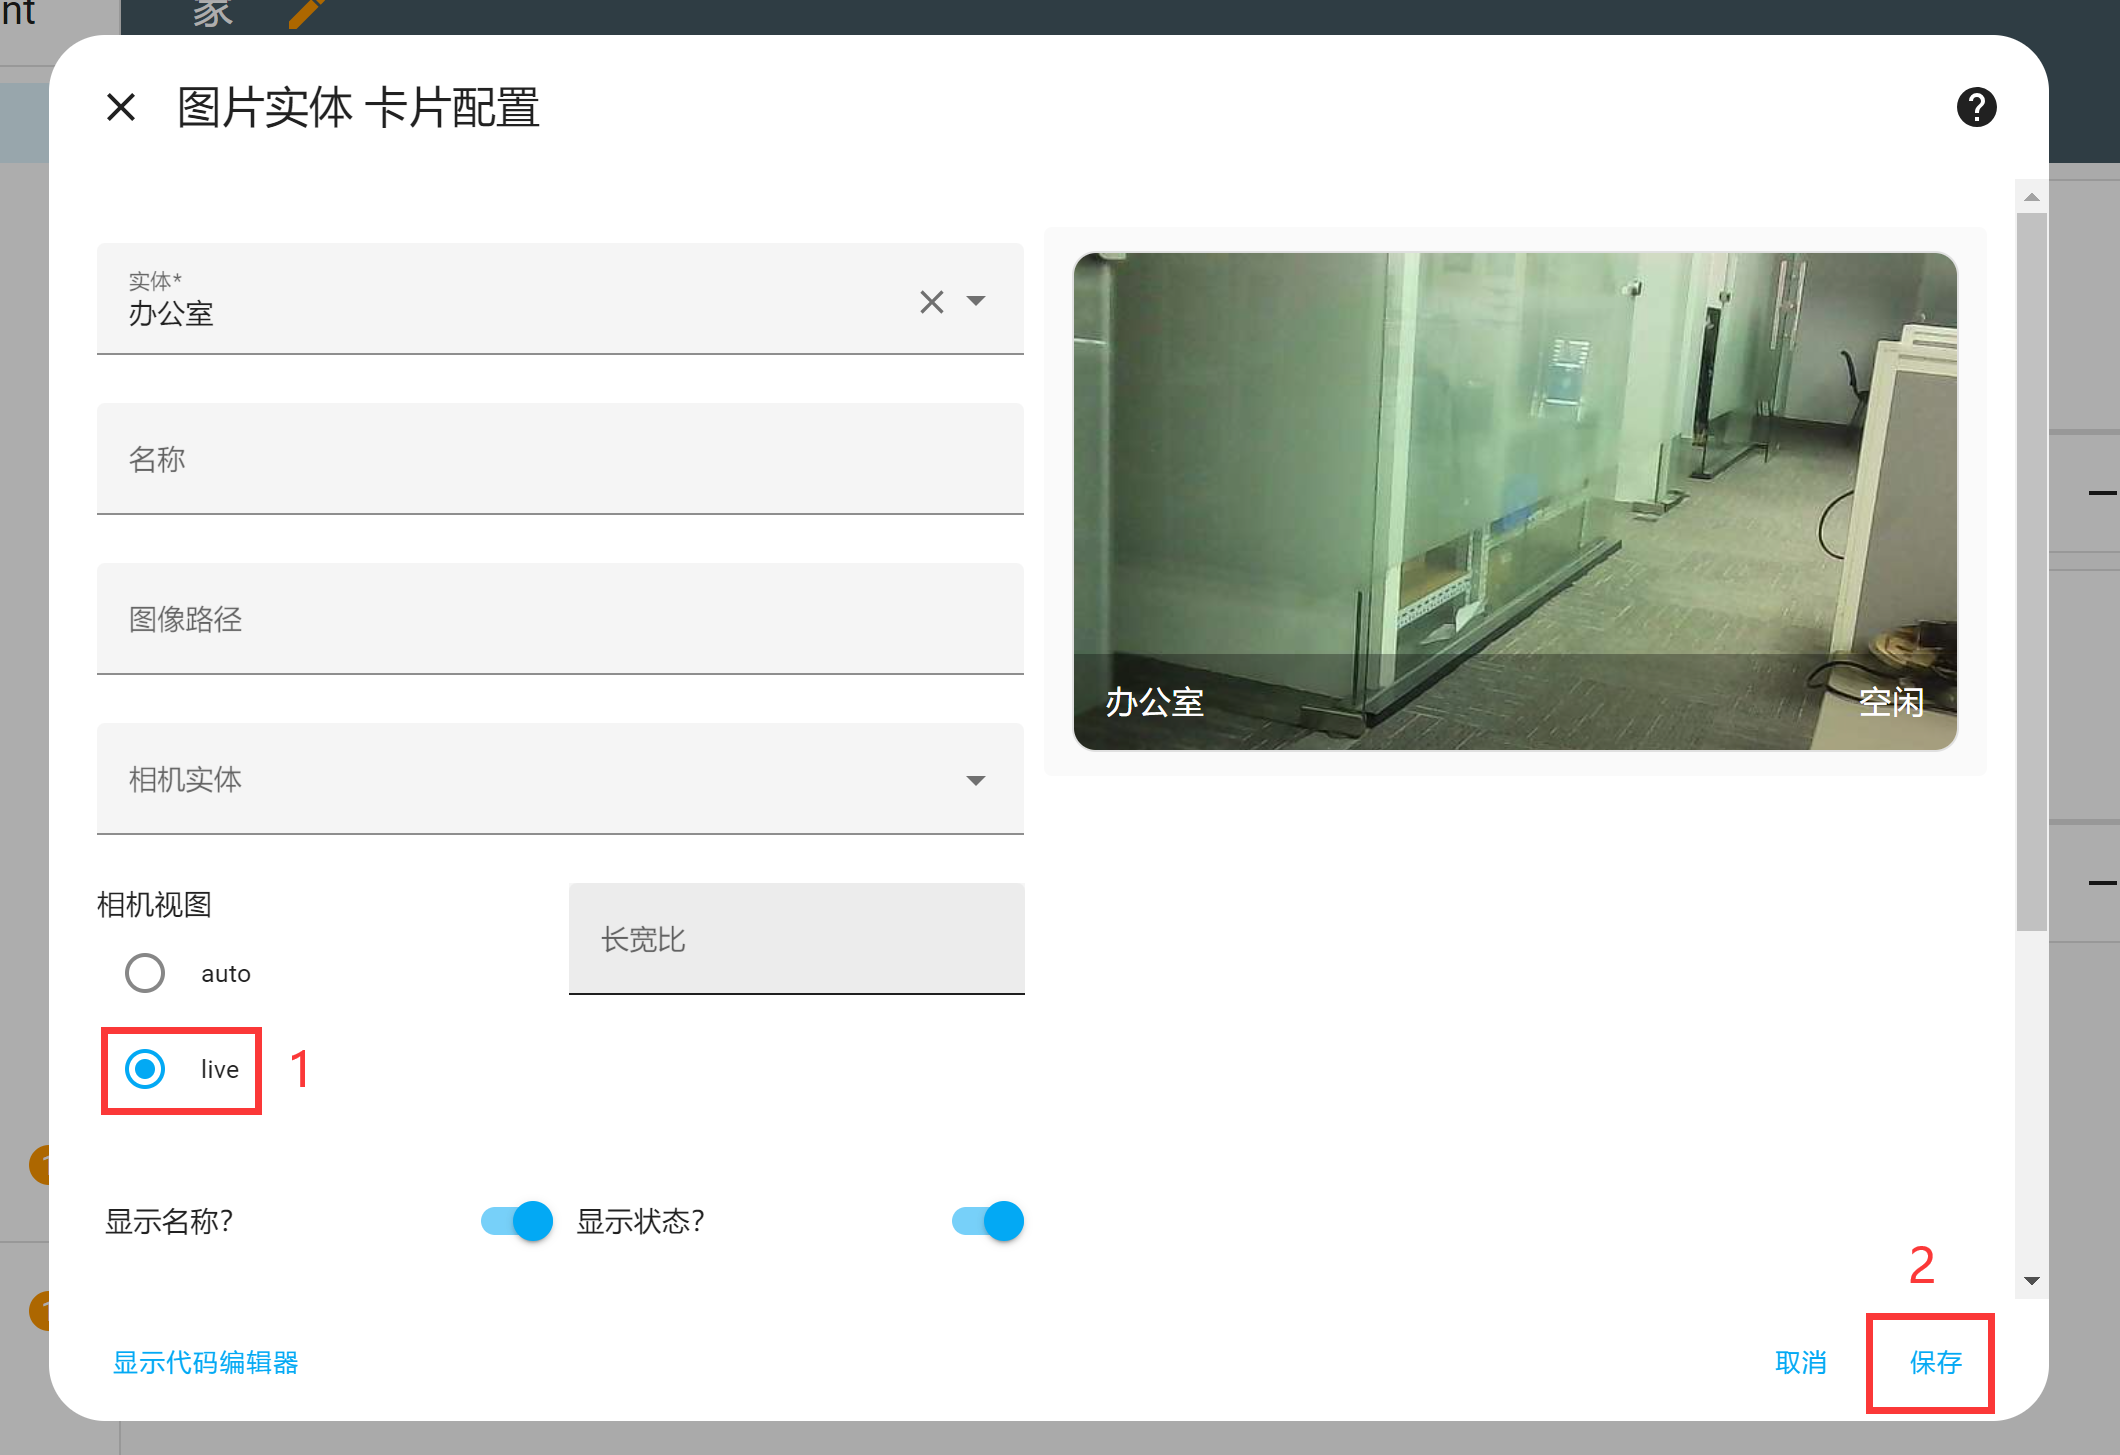 nt
家
图片实体 卡片配置
实体*
办公室
名称
图像路径
相机实体
办公室
空闲
相机视图
长宽比
auto
live
1
显示名称?
显示状态?
2
显示代码编辑器
取消
保存